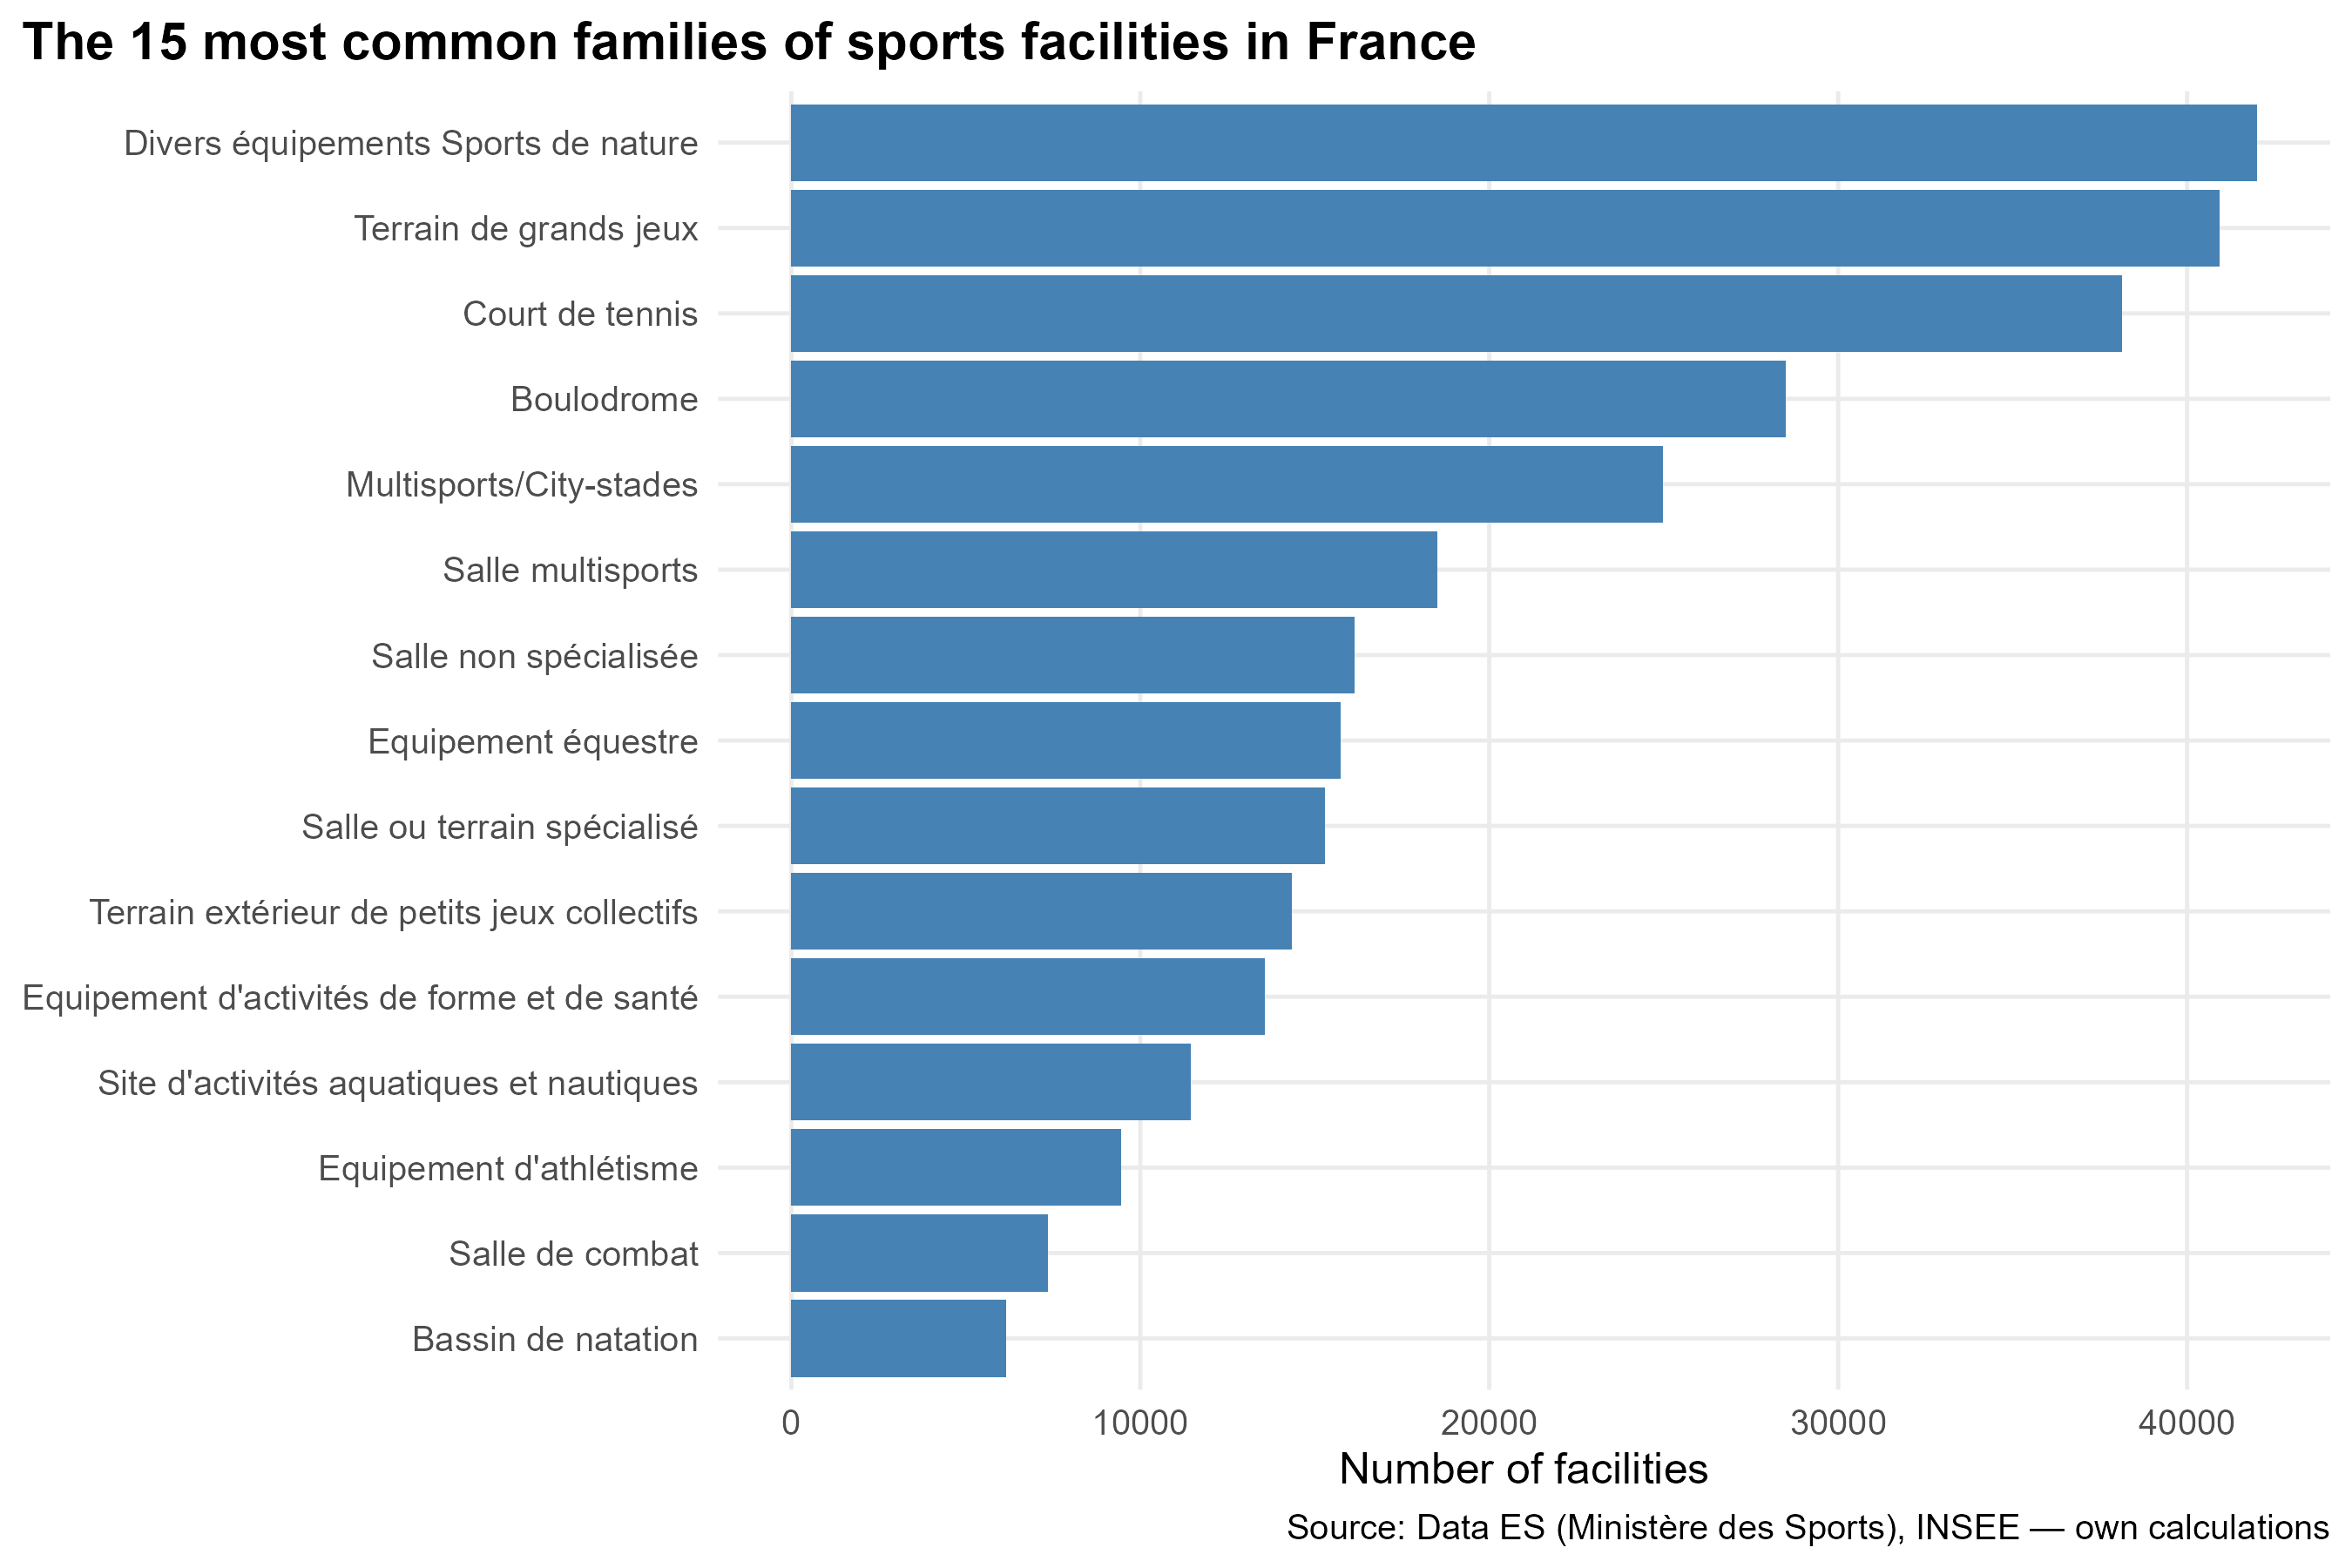 The 15 most common families of sports facilities in France
Divers équipements Sports de nature
Terrain de grands jeux
Court de tennis
Boulodrome
Multisports/City-stades
Salle multisports
Salle non spécialisée
Equipement équestre
Salle ou terrain spécialisé
Terrain extérieur de petits jeux collectifs
Equipement d'activités de forme et de santé
Site d'activités aquatiques et nautiques
Equipement d'athlétisme
Salle de combat
Bassin de natation
0 10000 20000 30000 40000
Number of facilities
Source: Data ES (Ministère des Sports), INSEE — own calculations